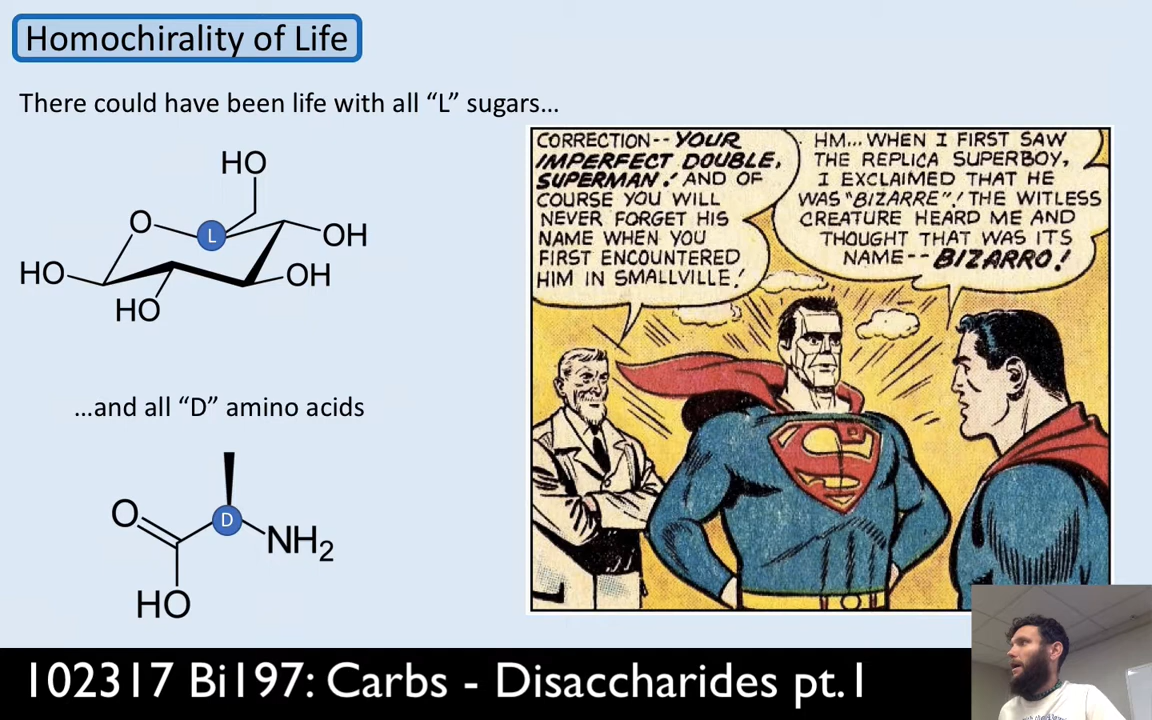 Homochirality of Life
There could have been life with all “L” sugars…
HO
O
L
OH
HO
OH
HO
…and all “D” amino acids
O
D
NH2
HO
CORRECTION-- YOUR
IMPERFECT DOUBLE,
SUPERMAN! AND OF
COURSE YOU WILL
NEVER FORGET HIS
NAME WHEN YOU
FIRST ENCOUNTERED
HIM IN SMALLVILLE!
HM... WHEN I FIRST SAW
THE REPLICA SUPERBOY,
I EXCLAIMED THAT HE
WAS "BIZARRE"! THE WITLESS
CREATURE HEARD ME AND
THOUGHT THAT WAS ITS
NAME-- BIZARRO!
102317 Bi197: Carbs - Disaccharides pt.1